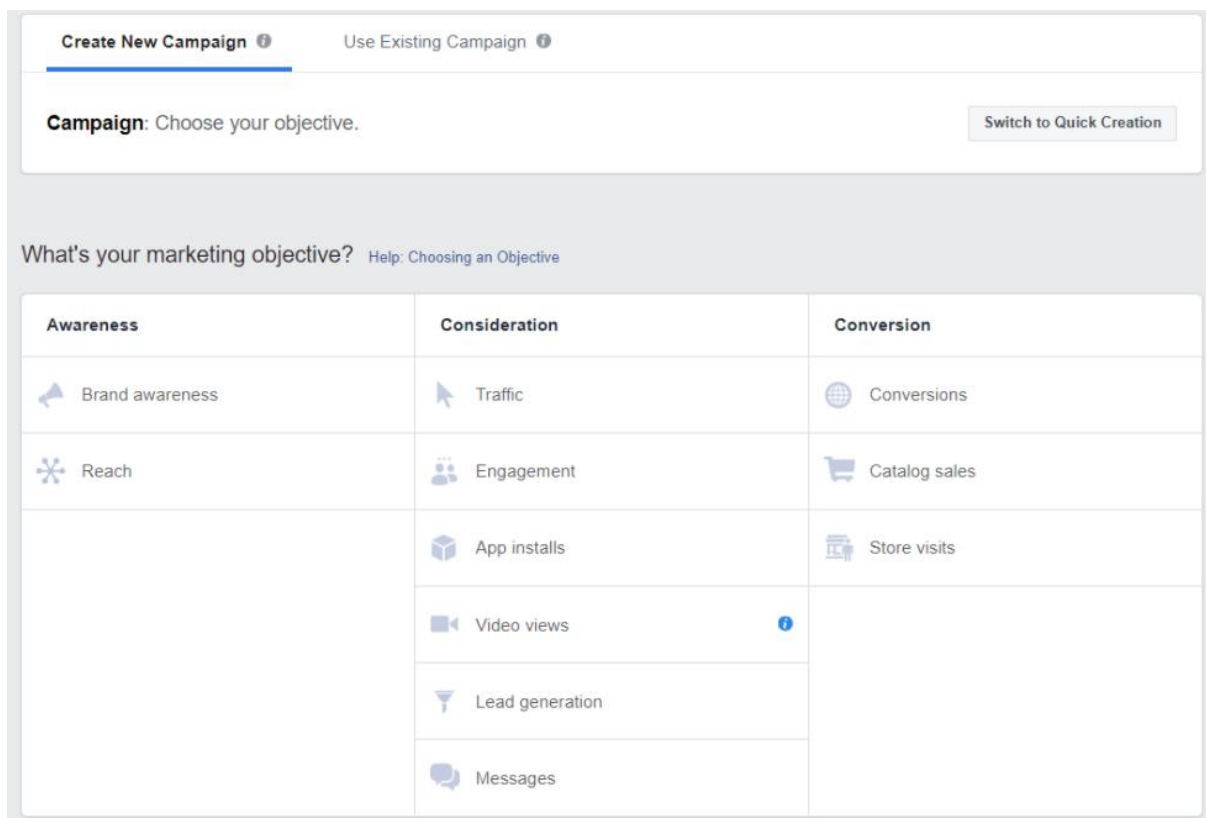 Create New Campaign
Use Existing Campaign
Campaign: Choose your objective.
Switch to Quick Creation
What's your marketing objective? Help: Choosing an Objective
Awareness
Consideration
Conversion
Brand awareness
Traffic
Conversions
Reach
Engagement
Catalog sales
App installs
Store visits
Video views
Lead generation
Messages